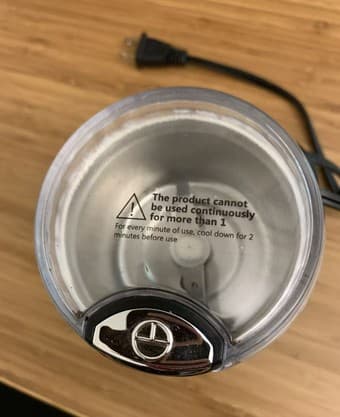 The product cannot
be used continuously
for more than 1
For every minute of use, cool down for 2
minutes before use